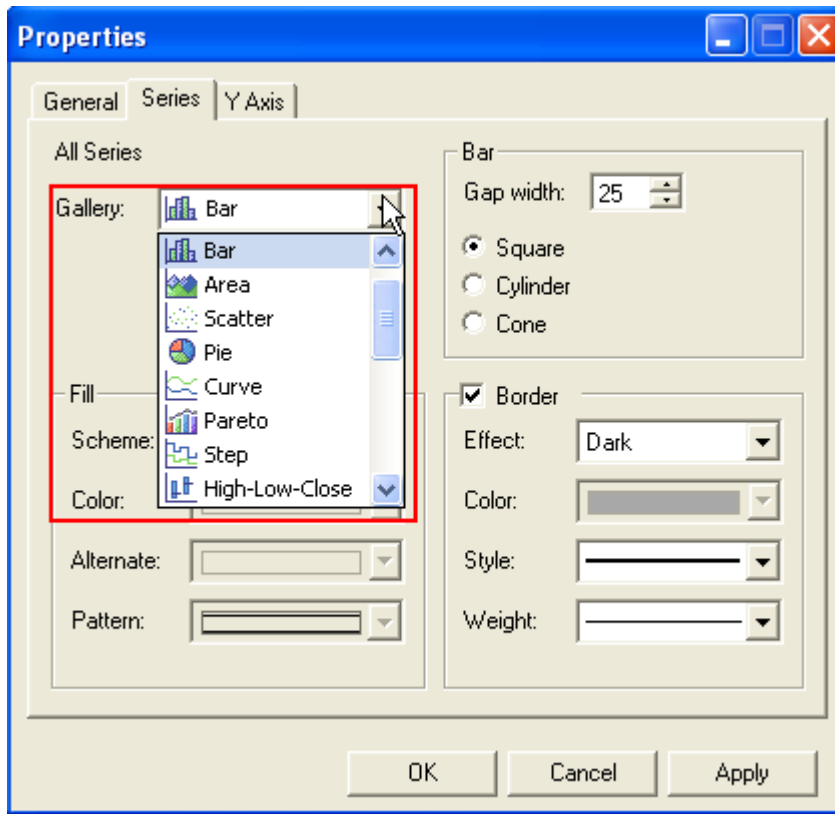 Properties
General Series Y Axis
All Series
Gallery: Bar
Bar
Area
Scatter
Pie
Curve
Pareto
Step
High-Low-Close
Fill
Scheme:
Color:
Alternate:
Pattern:
Bar
Gap width: 25
Square
Cylinder
Cone
Border
Effect: Dark
Color:
Style:
Weight:
OK Cancel Apply